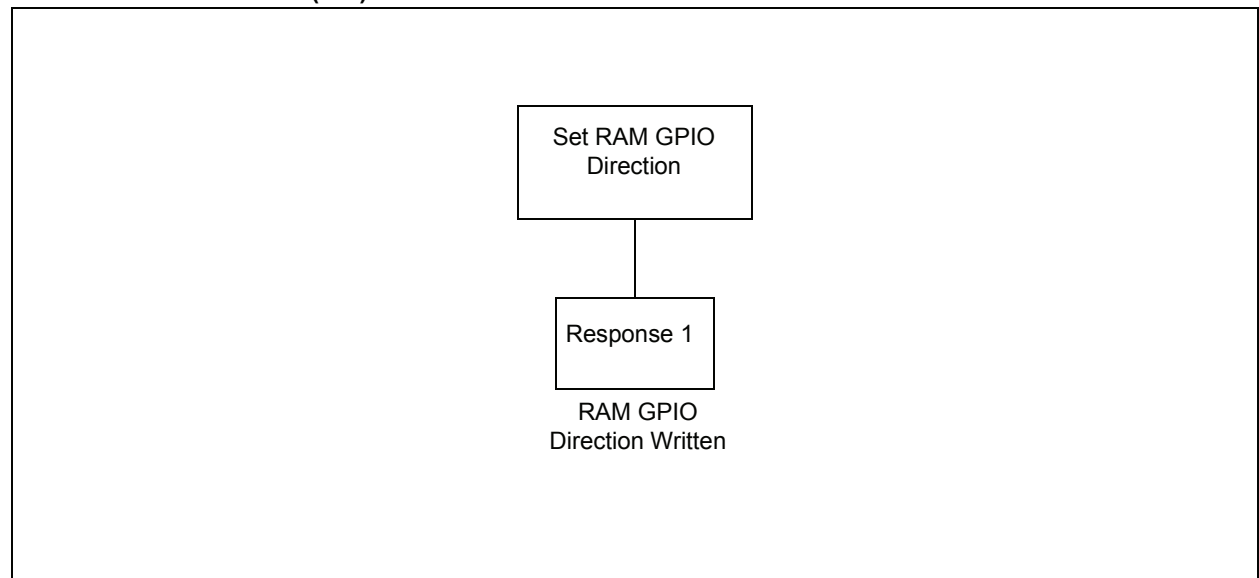 Set RAM GPIO
Direction
Response 1
RAM GPIO
Direction Written